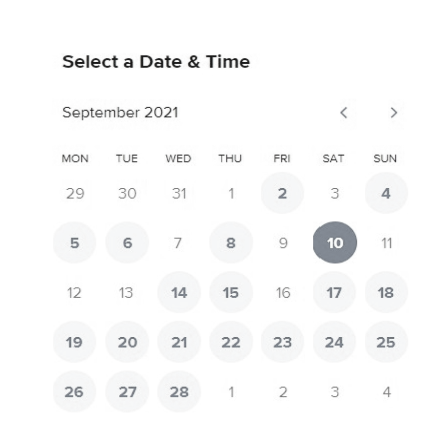 Select a Date & Time
September 2021
MON TUE WED THU FRI SAT SUN
29 30 31 1 2 3 4
5 6 7 8 9 10 11
12 13 14 15 16 17 18
19 20 21 22 23 24 25
26 27 28 1 2 3 4